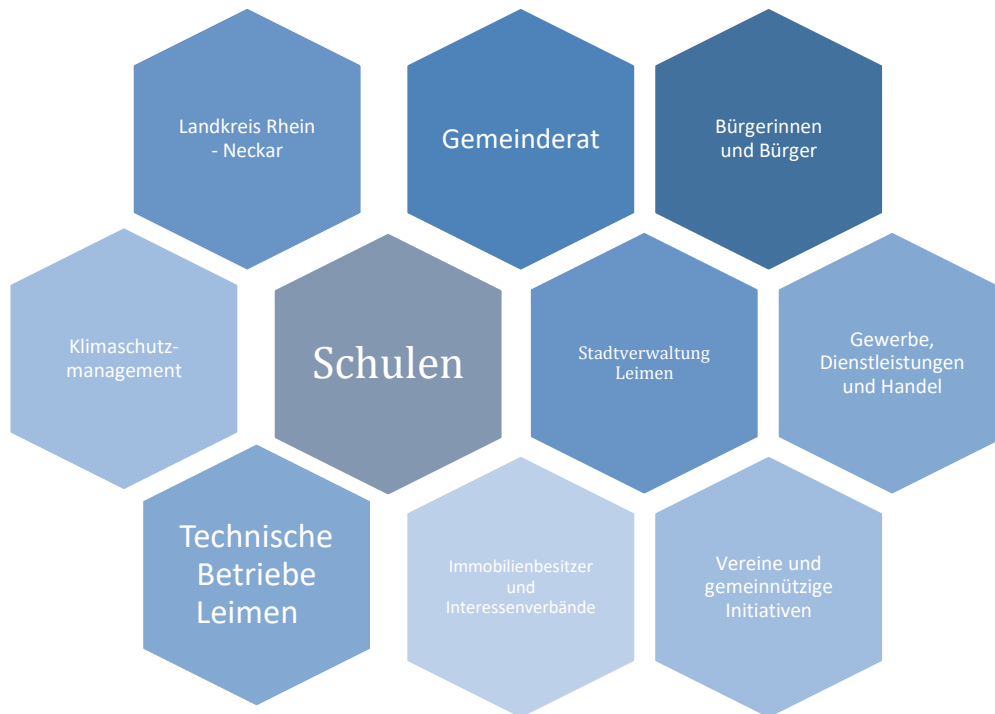 Landkreis Rhein
- Neckar
Gemeinderat
Bürgerinnen
und Bürger
Klimaschutz-
management
Schulen
Stadtverwaltung
Leimen
Gewerbe,
Dienstleistungen
und Handel
Technische
Betriebe
Leimen
Immobilienbesitzer
und
Interessenverbände
Vereine und
gemeinnützige
Initiativen